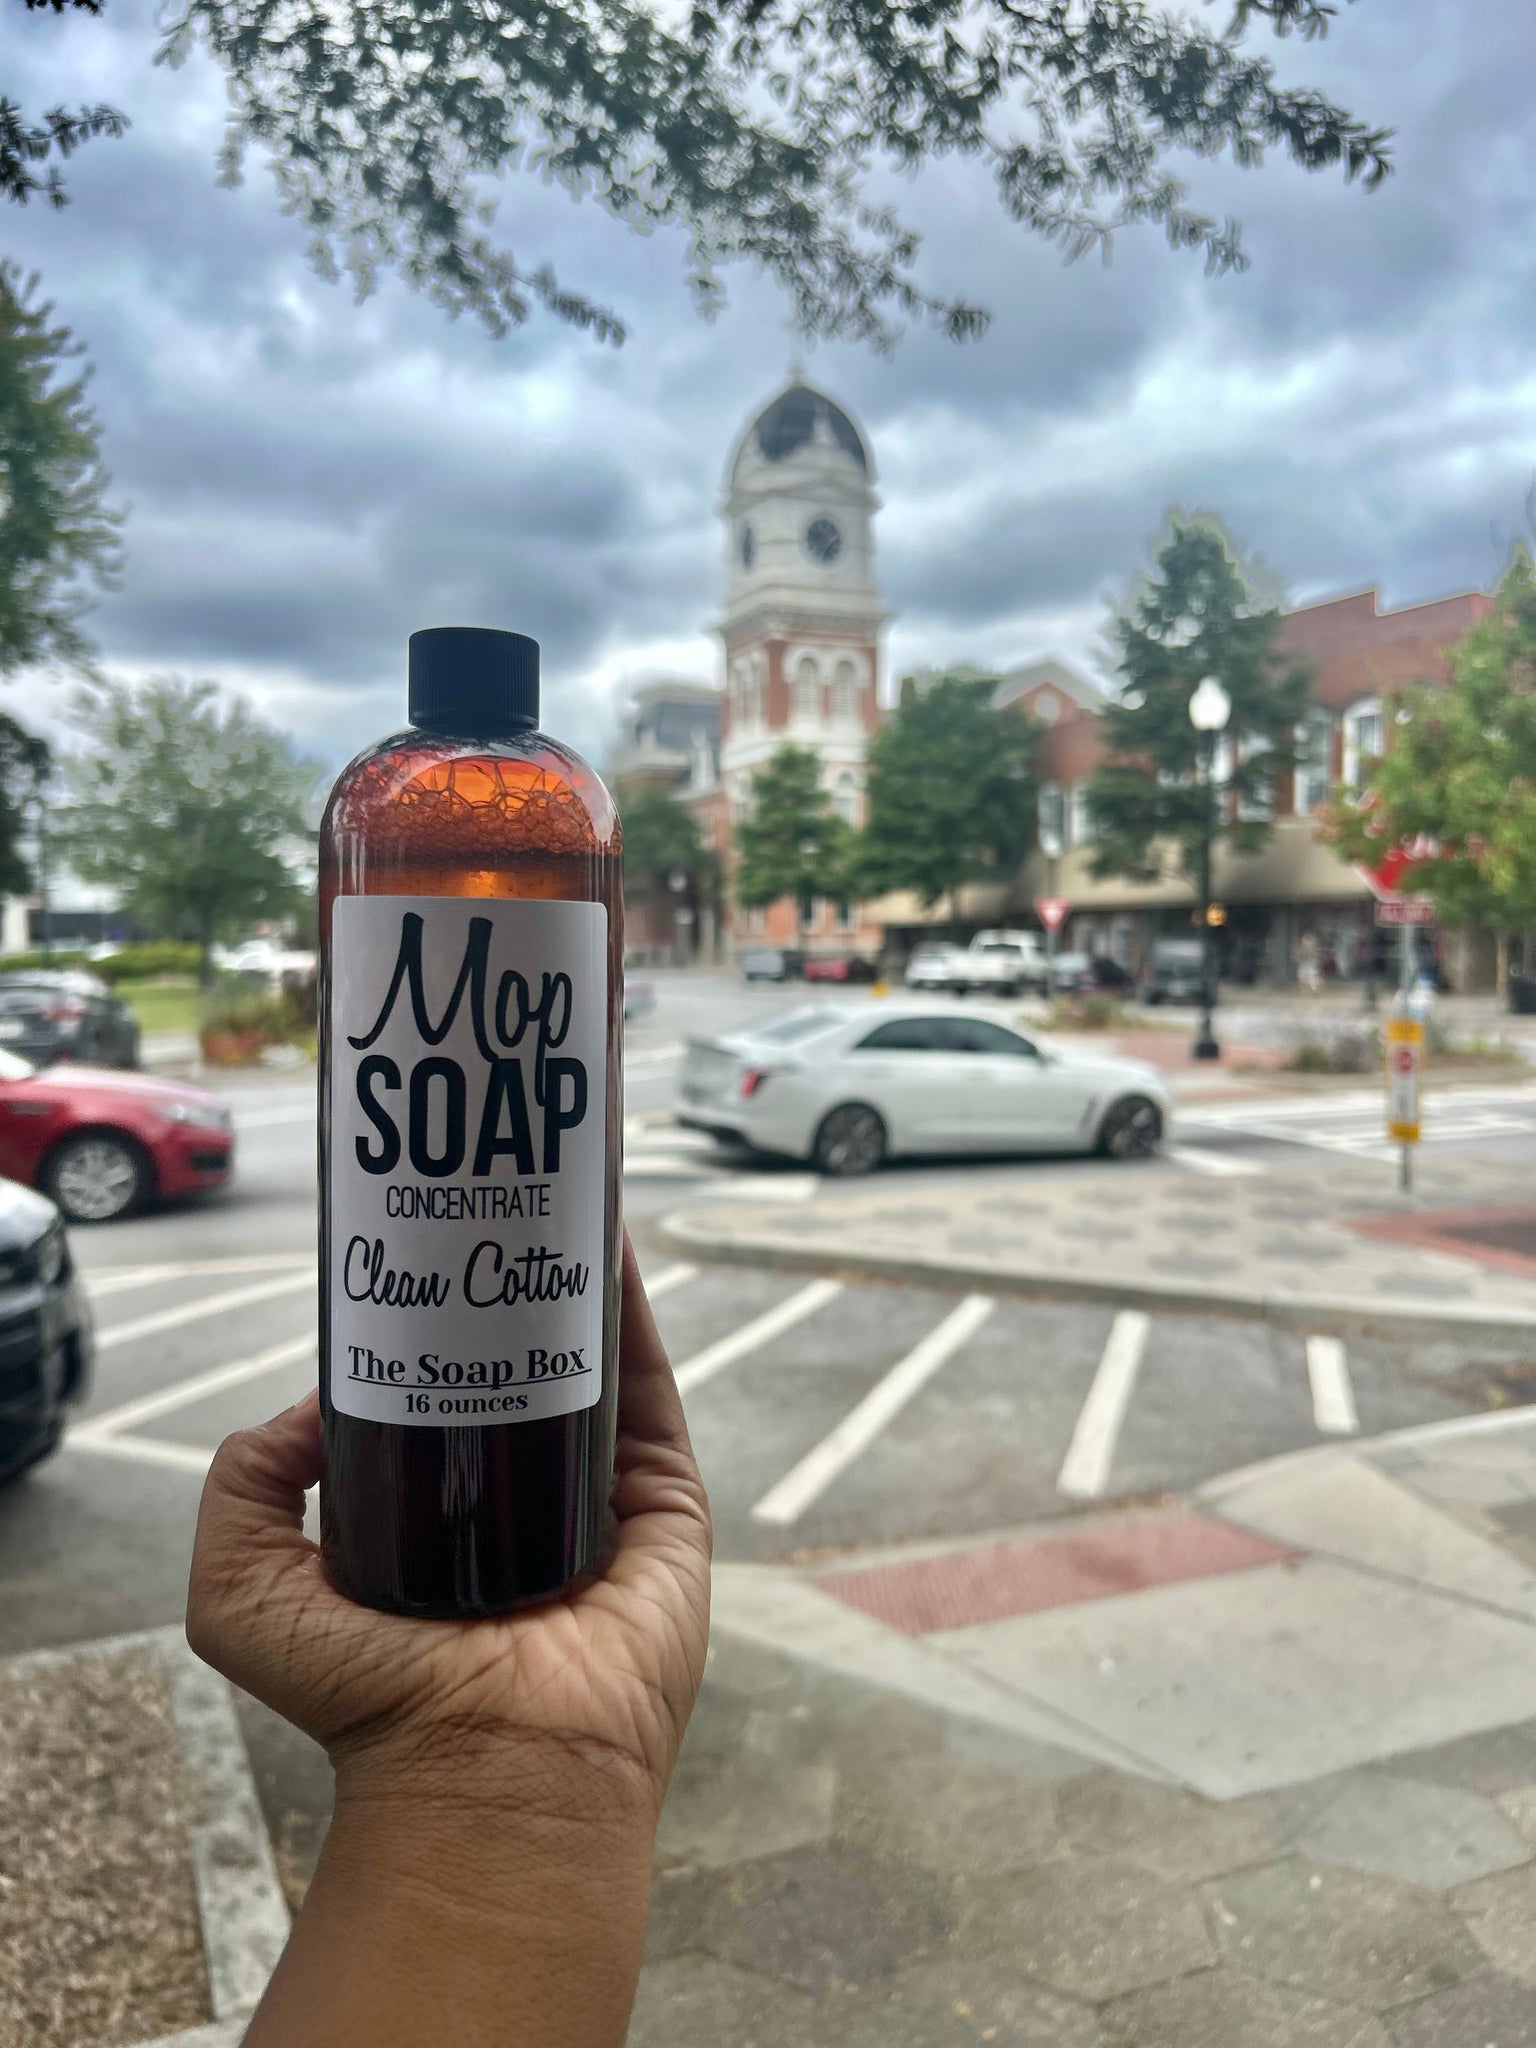 Mop
SOAP
CONCENTRATE
Clean Cotton
The Soap Box
16 ounces